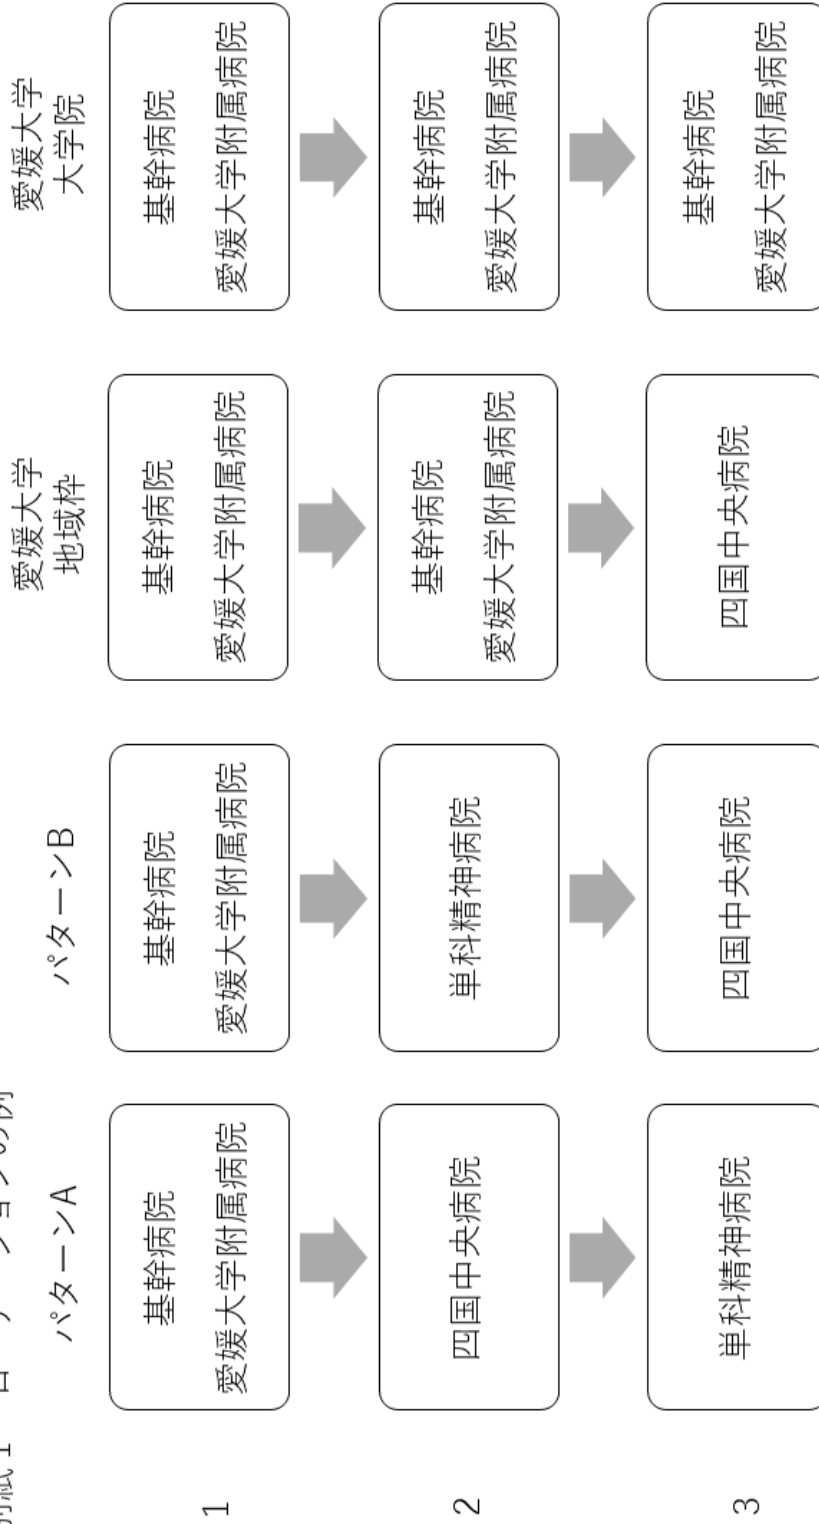 パターンA
パターンB
愛媛大学
地域枠
愛媛大学
大学院
1
基幹病院
愛媛大学附属病院
基幹病院
愛媛大学附属病院
基幹病院
愛媛大学附属病院
基幹病院
愛媛大学附属病院
2
四国中央病院
単科精神病院
基幹病院
愛媛大学附属病院
基幹病院
愛媛大学附属病院
3
単科精神病院
四国中央病院
四国中央病院
基幹病院
愛媛大学附属病院